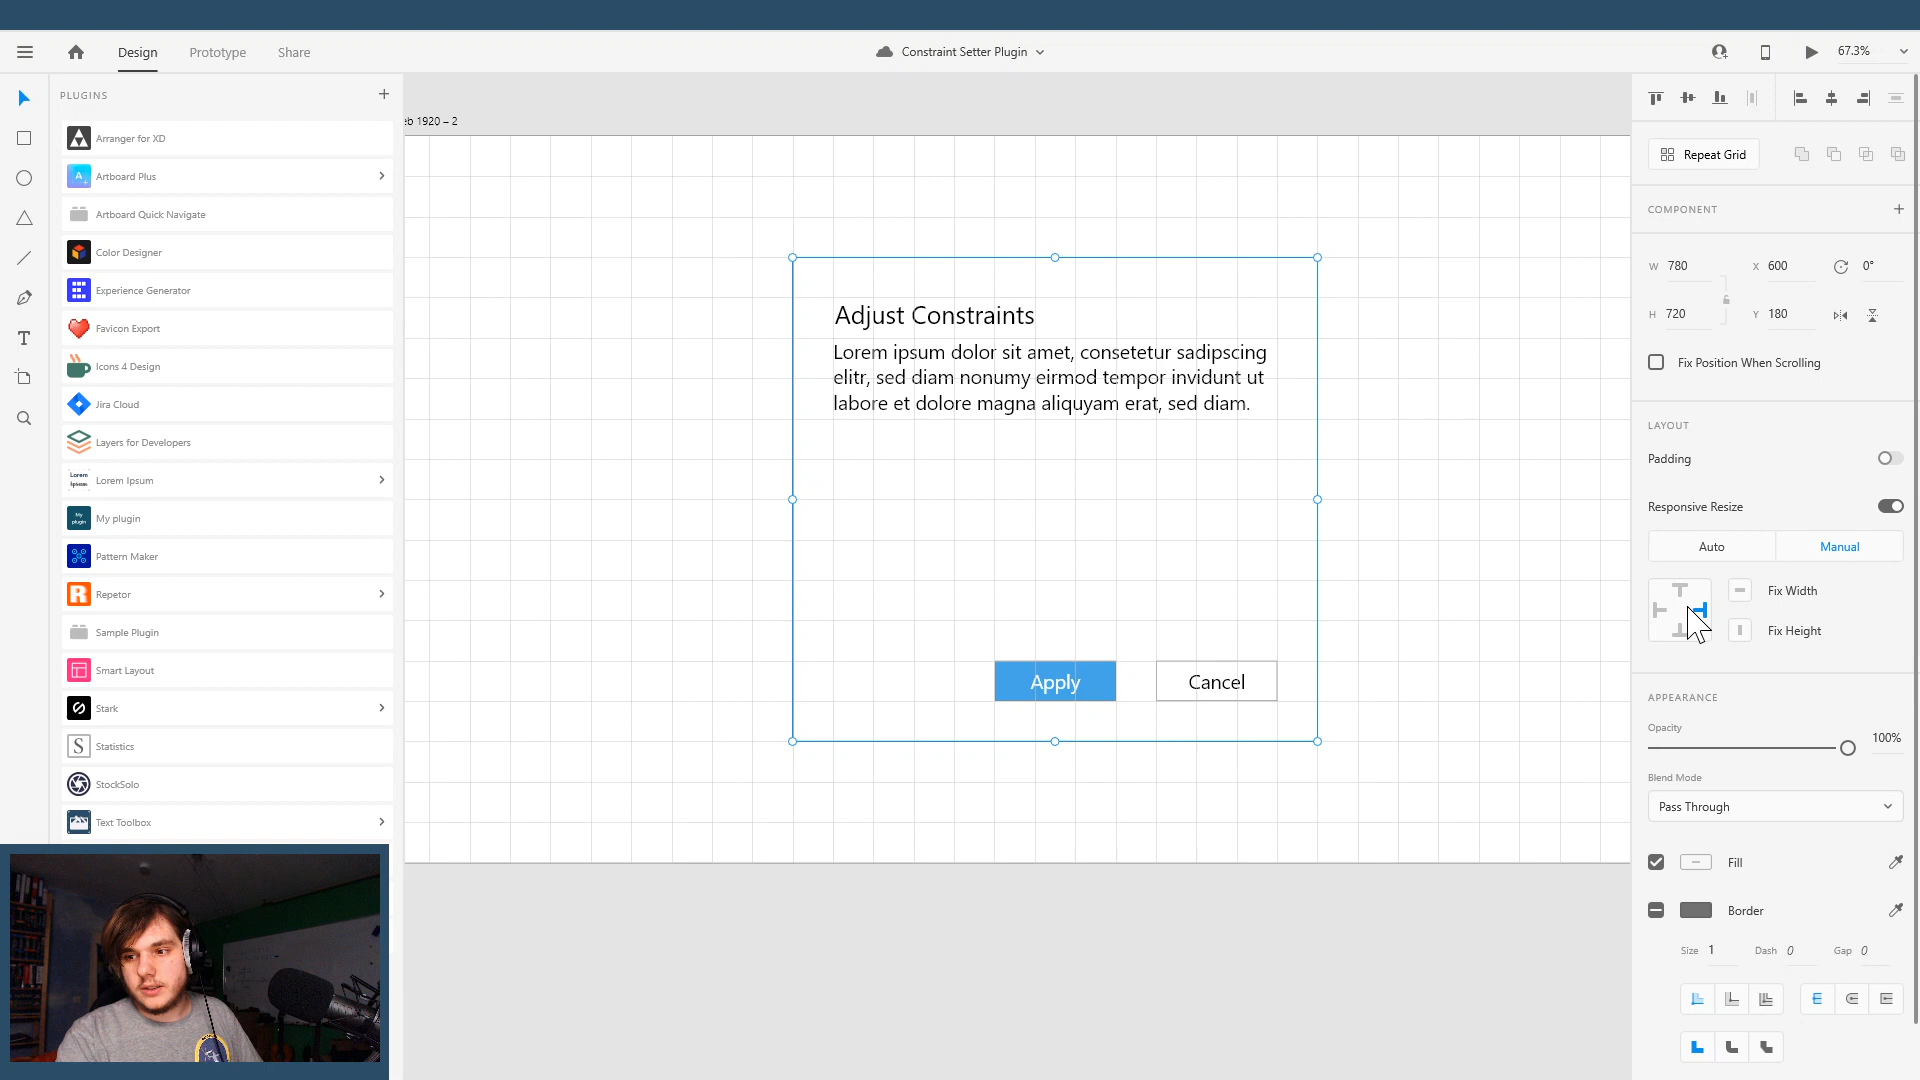 Design
Prototype
Share
Constraint Setter Plugin
67.3%
PLUGINS
Arranger for XD
Artboard Plus
Artboard Quick Navigate
Color Designer
Experience Generator
Favicon Export
Icons 4 Design
Jira Cloud
Layers for Developers
Lorem Ipsum
My plugin
Pattern Maker
Repetor
Sample Plugin
Smart Layout
Stark
Statistics
StockSolo
Text Toolbox
eb 1920 – 2
Adjust Constraints
Lorem ipsum dolor sit amet, consetetur sadipscing
elitr, sed diam nonumy eirmod tempor invidunt ut
labore et dolore magna aliquyam erat, sed diam.
Apply
Cancel
Repeat Grid
COMPONENT
W 780 X 600 0°
H 720 Y 180
Fix Position When Scrolling
LAYOUT
Padding
Responsive Resize
Auto
Manual
Fix Width
Fix Height
APPEARANCE
Opacity
100%
Blend Mode
Pass Through
Fill
Border
Size 1 Dash 0 Gap 0